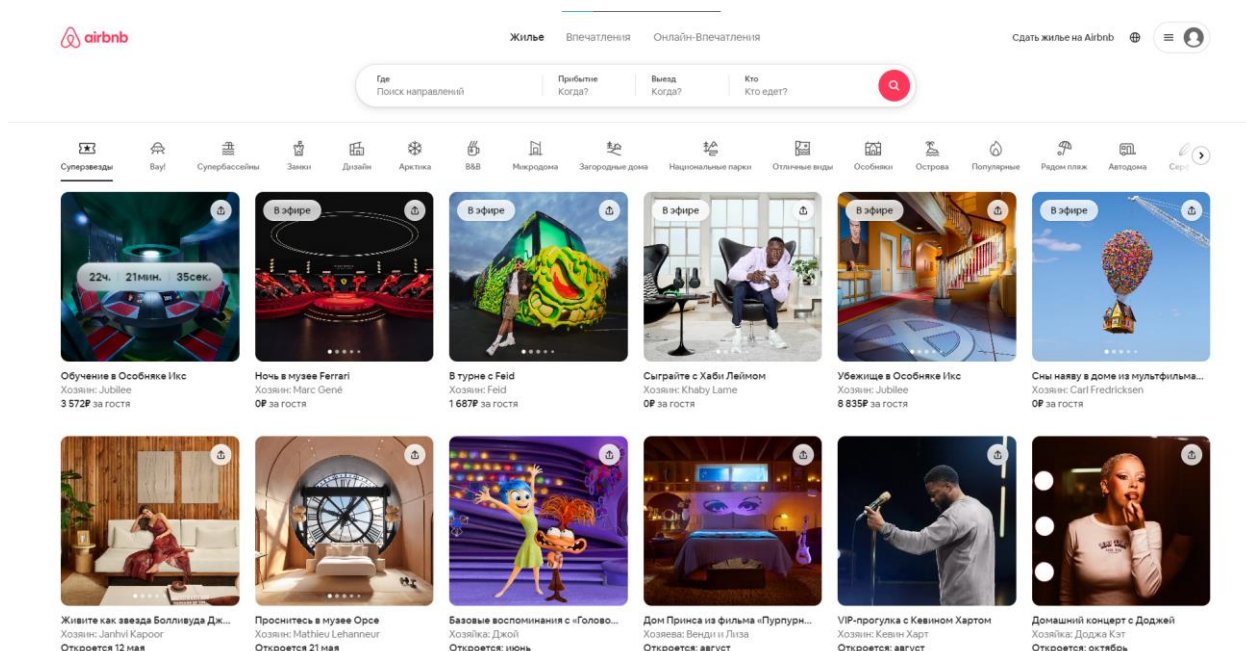 airbnb
Жилье Впечатления Онлайн-Впечатления
Сдать жилье на Airbnb
Где Прибытие Выезд Кто
Поиск направлений Когда? Когда? Кто едет?
Суперзвезды Вау! Супербассейны Замки Дизайн Арктика B&B Микродома Загородные дома Национальные парки Отличные виды Особняки Острова Популярные Рядом пляж Автодома
В эфире В эфире В эфире В эфире В эфире
22ч. 21мин. 35сек.
Обучение в Особняке Икс
Хозяин: Jubilee
3 572₽ за гостя
Ночь в музее Ferrari
Хозяин: Marc Gené
0₽ за гостя
В турне с Feid
Хозяин: Feid
1 687₽ за гостя
Сыграйте с Хаби Леймом
Хозяин: Khaby Lame
0₽ за гостя
Убежище в Особняке Икс
Хозяин: Jubilee
8 835₽ за гостя
Сны наяву в доме из мультфильма...
Хозяин: Carl Fredricksen
0₽ за гостя
Живите как звезда Болливуда Дж...
Хозяин: Janhvi Kapoor
Откроется 12 мая
Проснитесь в музее Орсе
Хозяин: Mathieu Lehanneur
Откроется 21 мая
Базовые воспоминания с «Голово...
Хозяйка: Джой
Откроется: июнь
Дом Принса из фильма «Пурпурн...
Хозяева: Венди и Лиза
Откроется: август
VIP-прогулка с Кевином Хартом
Хозяин: Кевин Харт
Откроется: август
Домашний концерт с Доджей
Хозяйка: Доджа Кэт
Откроется: октябрь